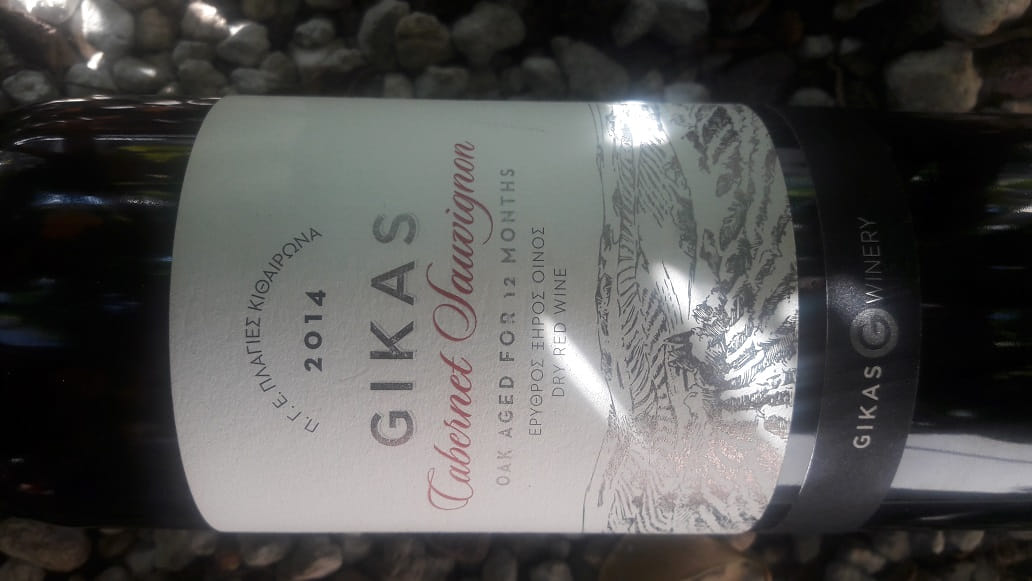 Π.Γ.Ε. ΠΛΑΓΙΕΣ ΚΙΘΑΙΡΩΝΑ
2014
GIKAS
Cabernet Sauvignon
OAK AGED FOR 12 MONTHS
ΕΡΥΘΡΟΣ ΞΗΡΟΣ ΟΙΝΟΣ
DRY RED WINE
GIKAS G WINERY